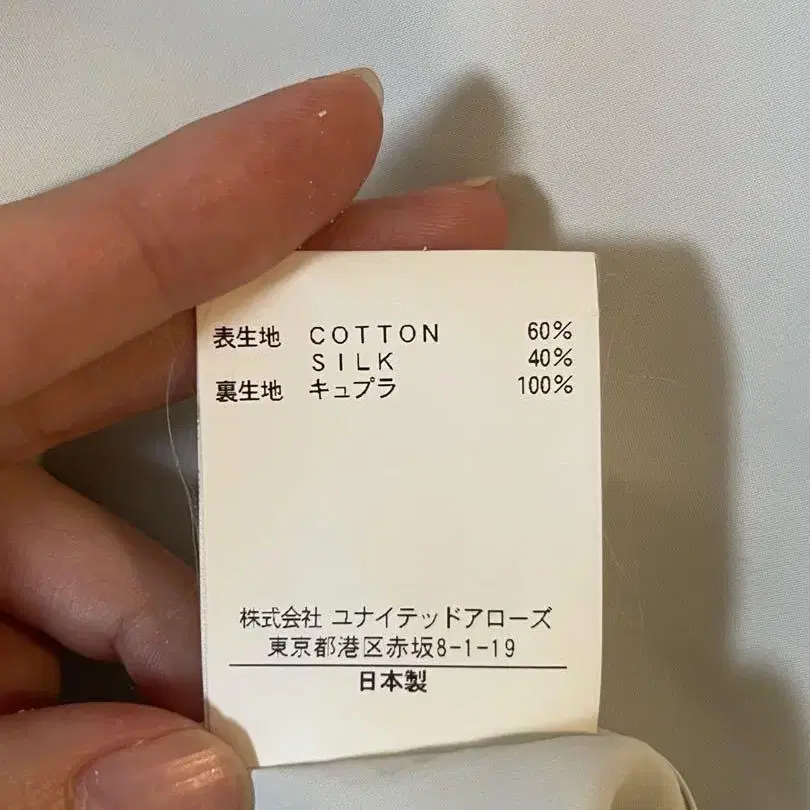 表生地 COTTON 60%
SILK 40%
裏生地 キュプラ 100%
株式会社 ユナイテッドアローズ
東京都港区赤坂8-1-19
日本製